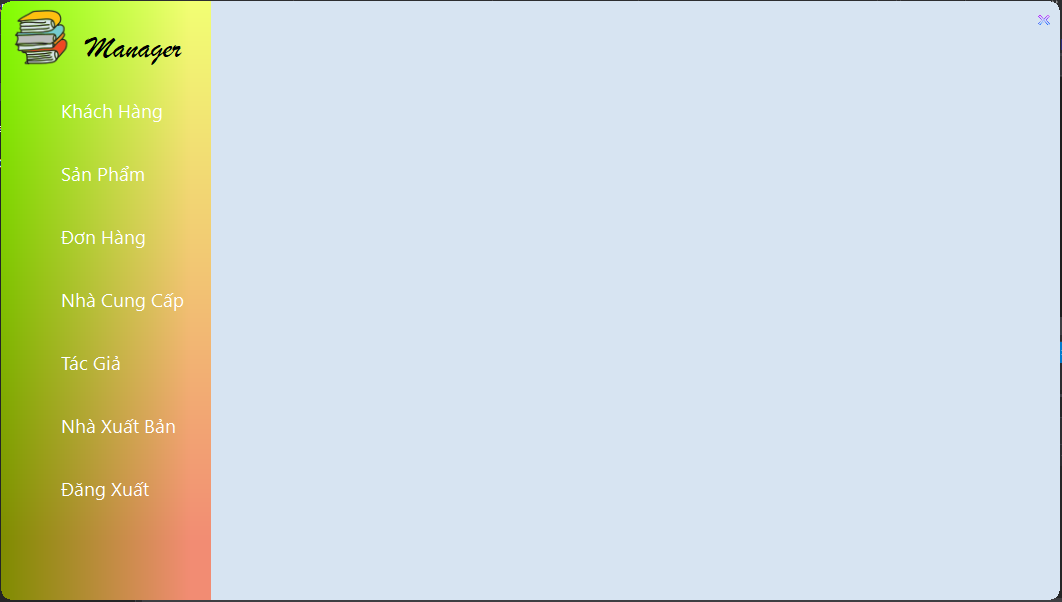 Manager
Khách Hàng
Sản Phẩm
Đơn Hàng
Nhà Cung Cấp
Tác Giả
Nhà Xuất Bản
Đăng Xuất